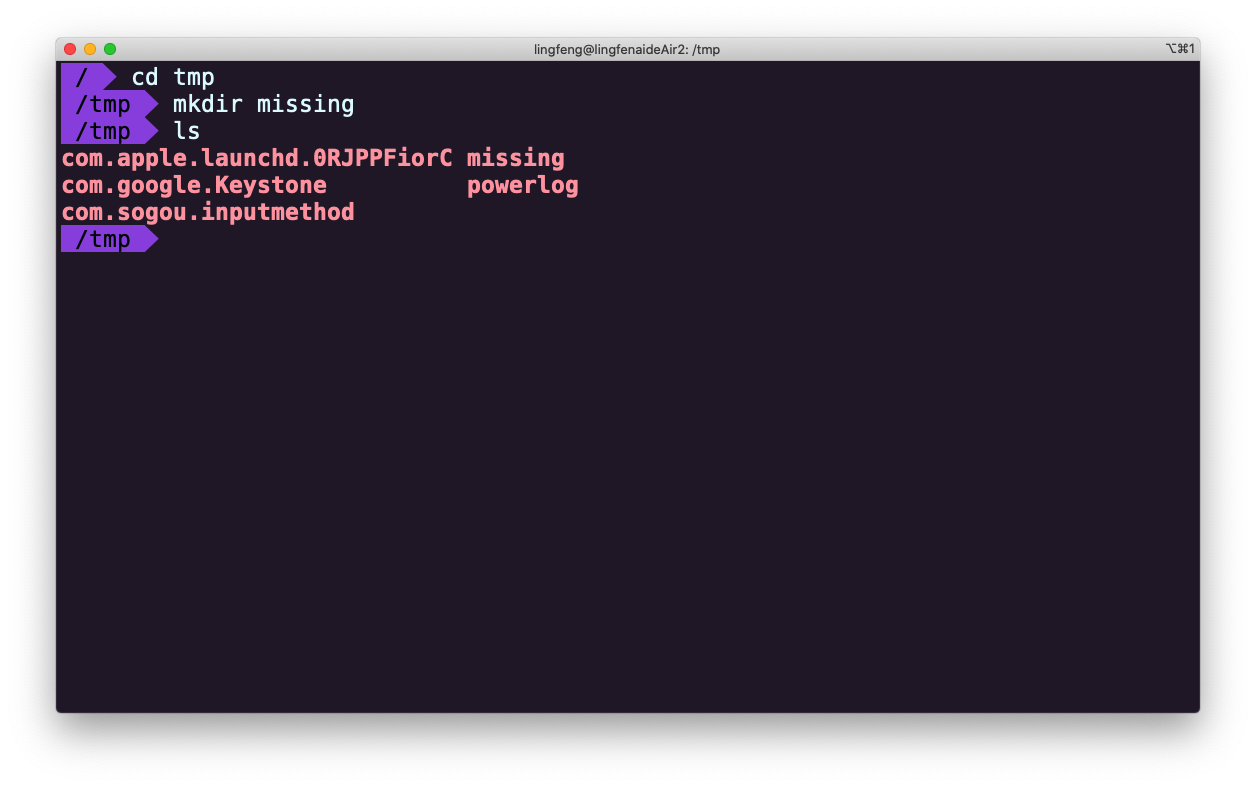 lingfeng@lingfenaideAir2: /tmp ⌥⌘1
/ cd tmp
/tmp mkdir missing
/tmp ls
com.apple.launchd.0RJPPFiorC missing
com.google.Keystone powerlog
com.sogou.inputmethod
/tmp